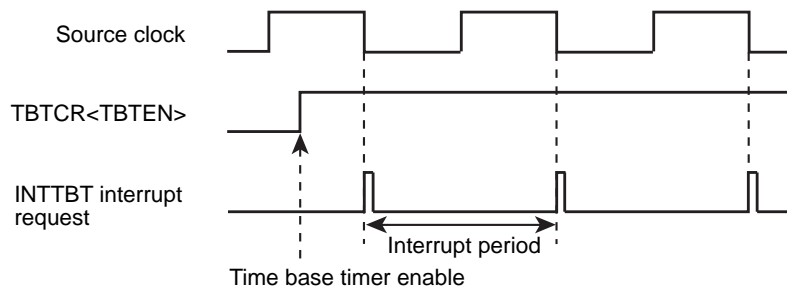 Source clock
TBTCR<TBTEN>
INTTBT interrupt
request
Interrupt period
Time base timer enable